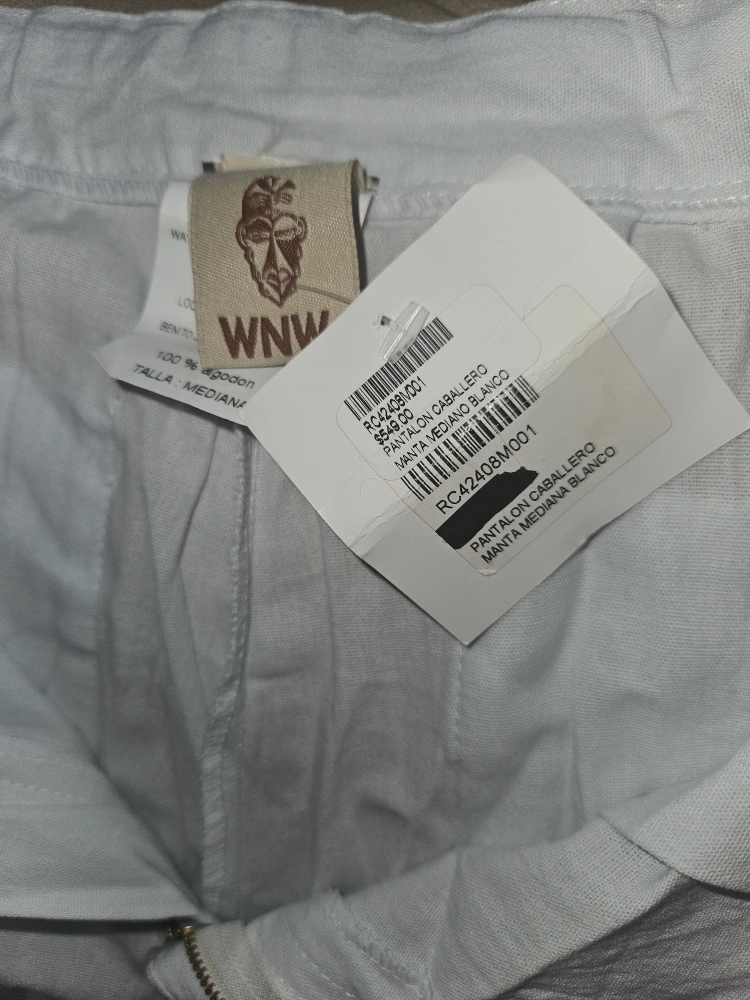 WNW
100 % algodon
TALLA : MEDIANA
RC42408M001
$549.00
PANTALON CABALLERO
MANTA MEDIANO BLANCO
RC42408M001
PANTALON CABALLERO
MANTA MEDIANA BLANCO